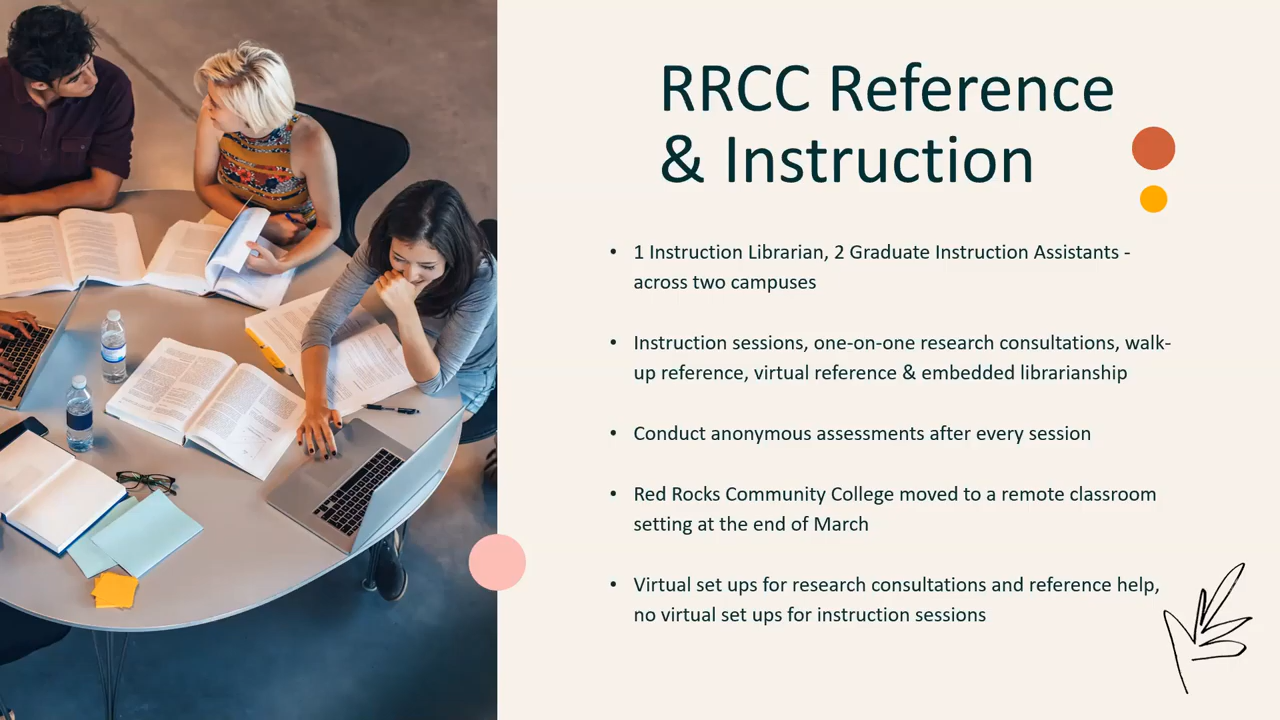 RRCC Reference
& Instruction
• 1 Instruction Librarian, 2 Graduate Instruction Assistants -
across two campuses
• Instruction sessions, one-on-one research consultations, walk-
up reference, virtual reference & embedded librarianship
• Conduct anonymous assessments after every session
• Red Rocks Community College moved to a remote classroom
setting at the end of March
• Virtual set ups for research consultations and reference help,
no virtual set ups for instruction sessions